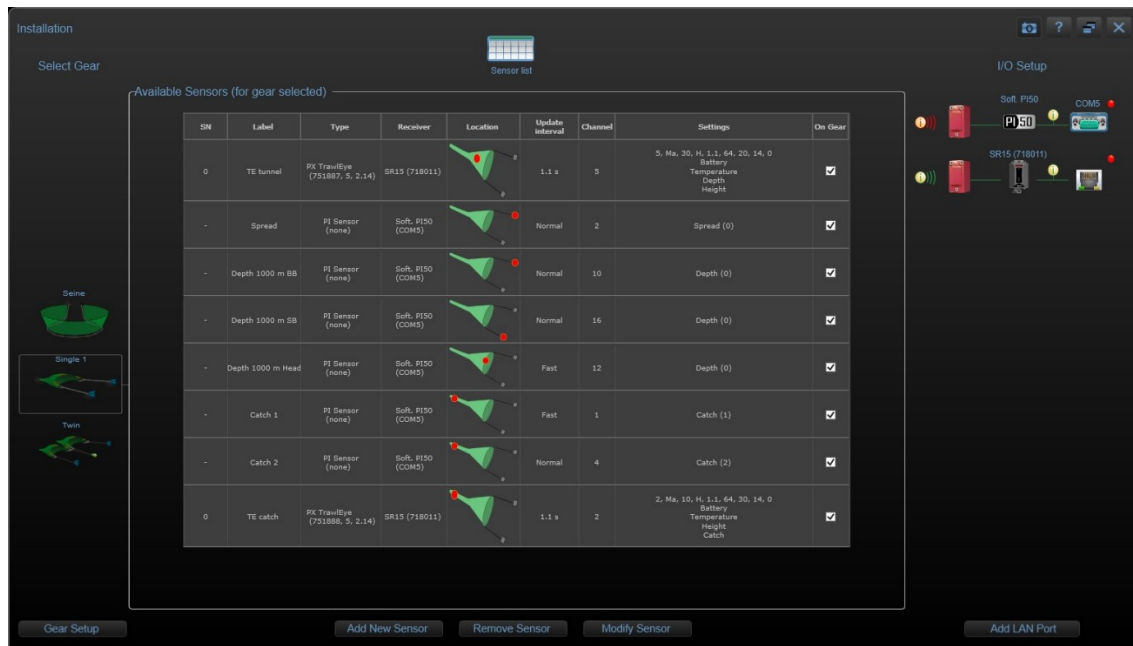 Installation
?
Select Gear
Sensor list
I/O Setup
Available Sensors (for gear selected)
SN Label Type Receiver Location Update interval Channel Settings On Gear
0 TE tunnel PX TrawlEye (751887, 5, 2.14) SR15 (718011) 1.1 s 5 5, Ma, 30, H, 1.1, 64, 20, 14, 0
Battery
Temperature
Depth
Height
- Spread PI Sensor (none) Soft. PI50 (COM5) Normal 2 Spread (0)
- Depth 1000 m BB PI Sensor (none) Soft. PI50 (COM5) Normal 10 Depth (0)
- Depth 1000 m SB PI Sensor (none) Soft. PI50 (COM5) Normal 16 Depth (0)
- Depth 1000 m Head PI Sensor (none) Soft. PI50 (COM5) Fast 12 Depth (0)
- Catch 1 PI Sensor (none) Soft. PI50 (COM5) Fast 1 Catch (1)
- Catch 2 PI Sensor (none) Soft. PI50 (COM5) Normal 4 Catch (2)
0 TE catch PX TrawlEye (751888, 5, 2.14) SR15 (718011) 1.1 s 2 2, Ma, 10, H, 1.1, 64, 30, 14, 0
Battery
Temperature
Height
Catch
Seine
Single 1
Twin
Soft. PI50
COM5
PI50
SR15 (718011)
Gear Setup
Add New Sensor
Remove Sensor
Modify Sensor
Add LAN Port